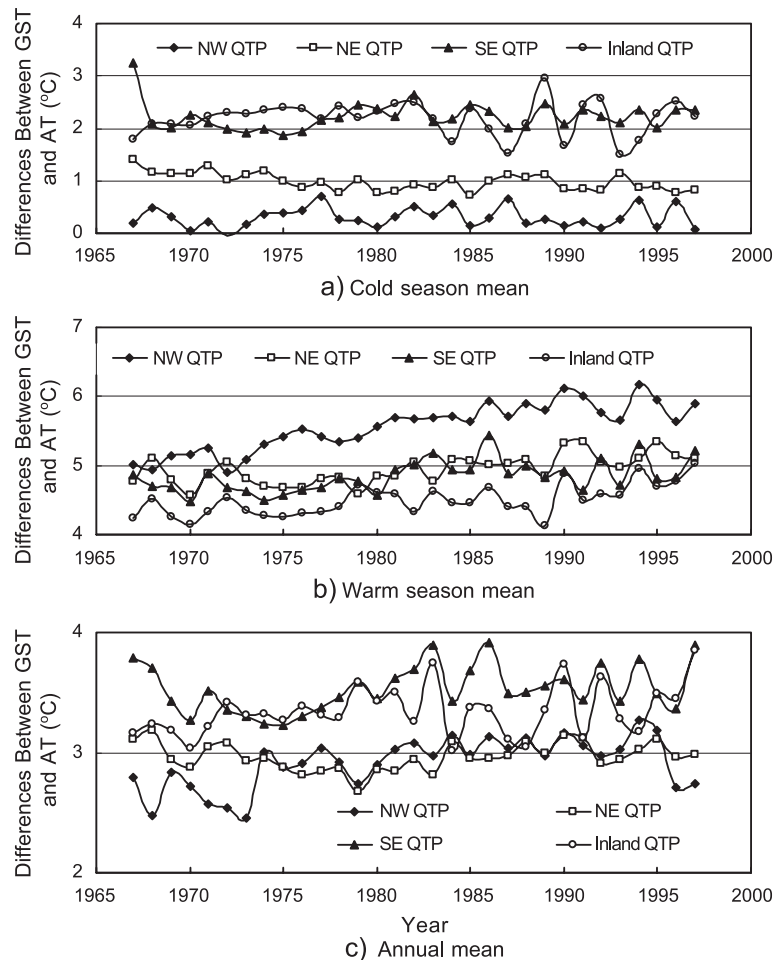 Differences Between GST
and AT (°C)
4
3
2
1
0
NW QTP
NE QTP
SE QTP
Inland QTP
1965
1970
1975
1980
1985
1990
1995
2000
a) Cold season mean
Differences Between GST
and AT (°C)
7
6
5
4
NW QTP
NE QTP
SE QTP
Inland QTP
1965
1970
1975
1980
1985
1990
1995
2000
b) Warm season mean
Differences Between GST
and AT (°C)
4
3
2
NW QTP
NE QTP
SE QTP
Inland QTP
1965
1970
1975
1980
1985
1990
1995
2000
Year
c) Annual mean